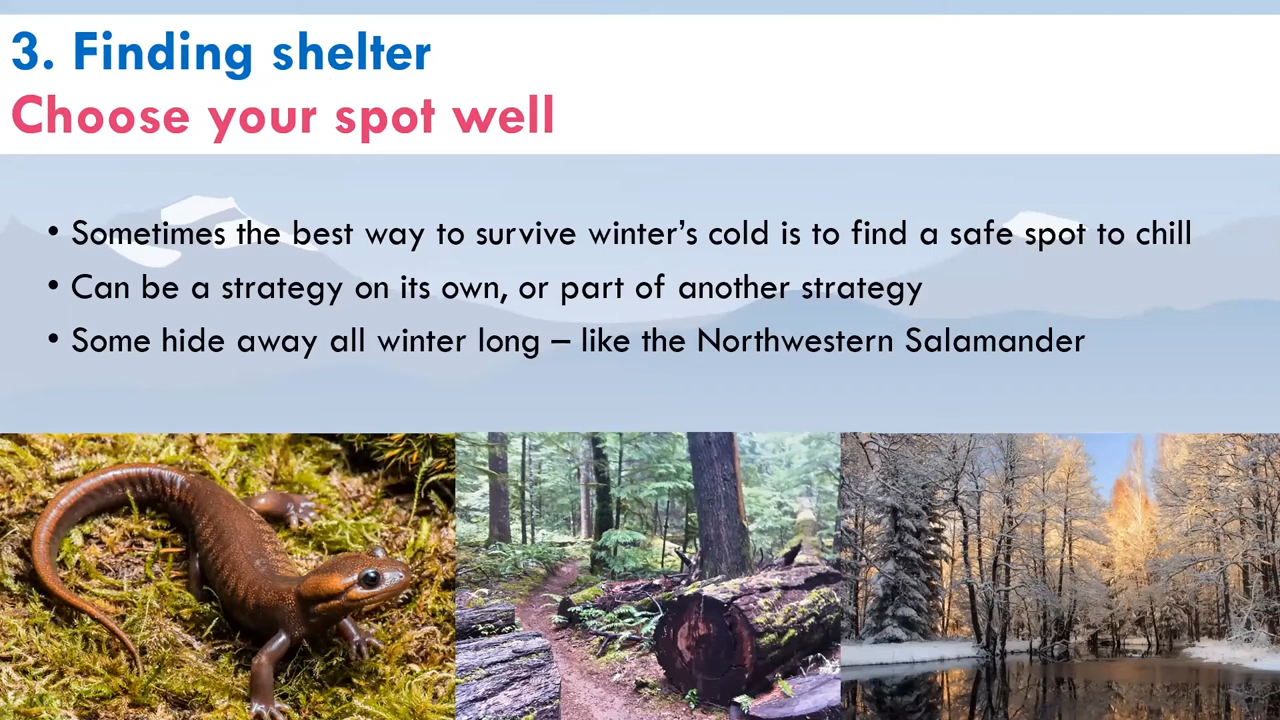 3. Finding shelter
Choose your spot well
• Sometimes the best way to survive winter’s cold is to find a safe spot to chill
• Can be a strategy on its own, or part of another strategy
• Some hide away all winter long – like the Northwestern Salamander